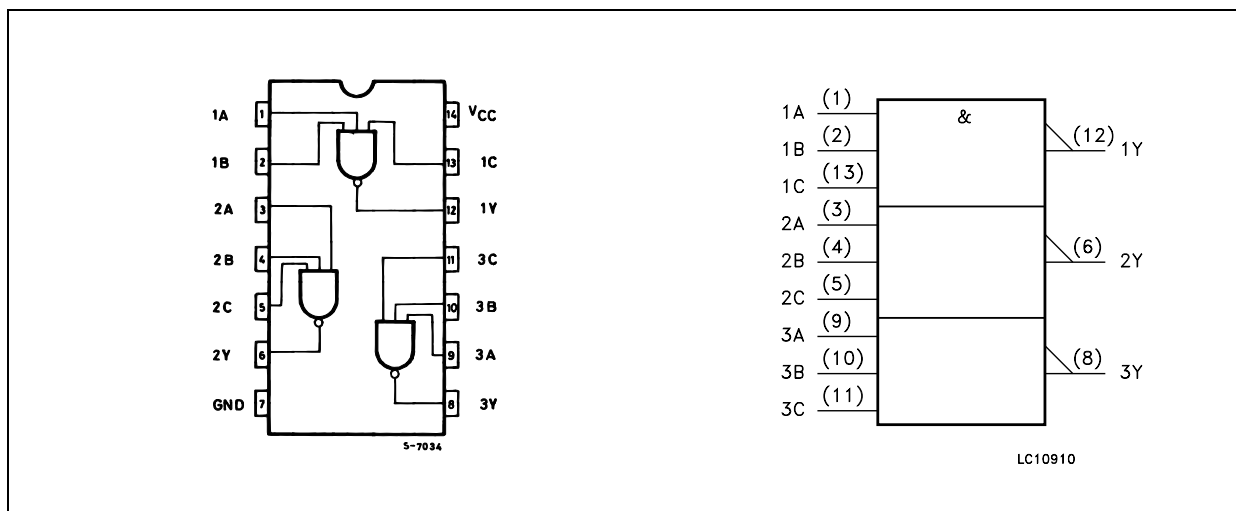 1A 1 14 VCC
1B 2 13 1C
2A 3 12 1Y
2B 4 11 3C
2C 5 10 3B
2Y 6 9 3A
GND 7 8 3Y
S-7034
&
1A (1)
1B (2) (12) 1Y
1C (13)
2A (3)
2B (4) (6) 2Y
2C (5)
3A (9)
3B (10) (8) 3Y
3C (11)
LC10910